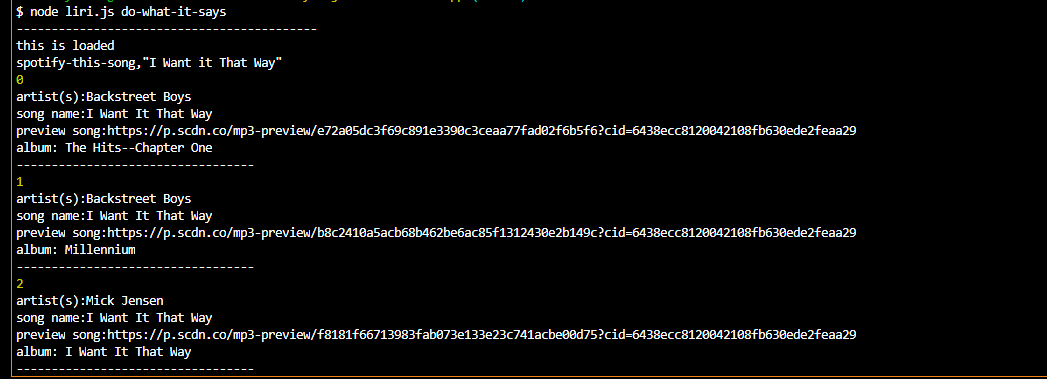 $ node liri.js do-what-it-says
------------------------------------------
this is loaded
spotify-this-song,"I Want it That Way"
0
artist(s):Backstreet Boys
song name:I Want It That Way
preview song:https://p.scdn.co/mp3-preview/e72a05dc3f69c891e3390c3ceaa77fad02f6b5f6?cid=6438ecc8120042108fb630ede2feaa29
album: The Hits--Chapter One
---------------------------------
1
artist(s):Backstreet Boys
song name:I Want It That Way
preview song:https://p.scdn.co/mp3-preview/b8c2410a5acb68b462be6ac85f1312430e2b149c?cid=6438ecc8120042108fb630ede2feaa29
album: Millennium
---------------------------------
2
artist(s):Mick Jensen
song name:I Want It That Way
preview song:https://p.scdn.co/mp3-preview/f8181f66713983fab073e133e23c741acbe00d75?cid=6438ecc8120042108fb630ede2feaa29
album: I Want It That Way
---------------------------------